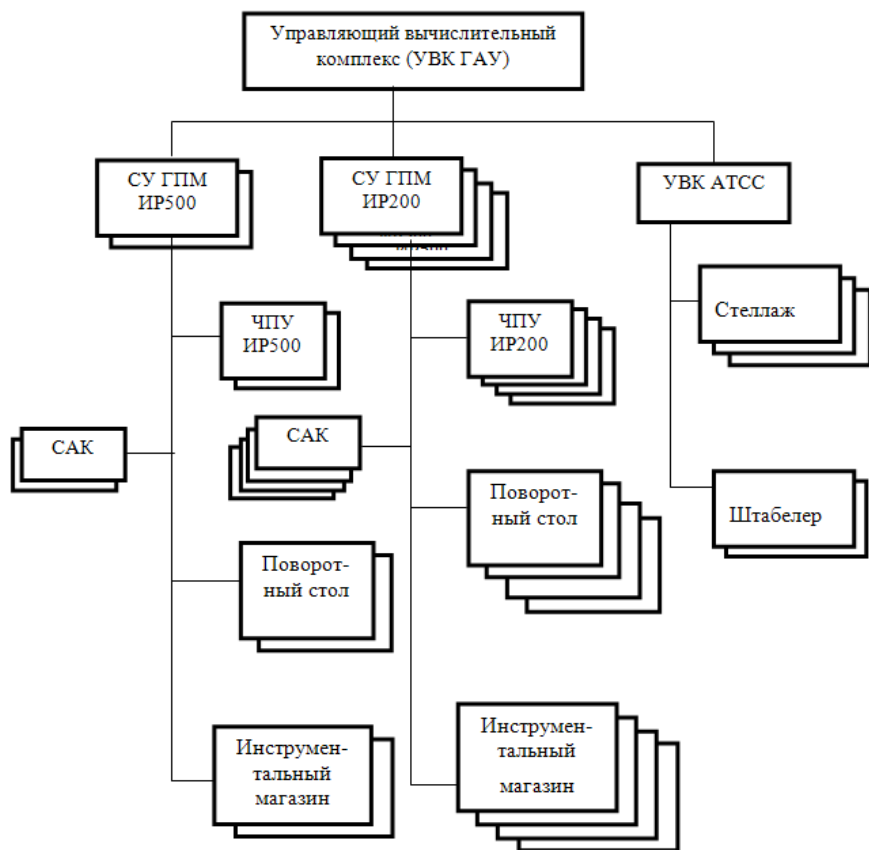 Управляющий вычислительный
комплекс (УВК ГАУ)
СУ ГПМ
ИР500
СУ ГПМ
ИР200
УВК АТСС
ЧПУ
ИР500
ЧПУ
ИР200
Стеллаж
САК
САК
Поворот-
ный стол
Штабелер
Поворот-
ный стол
Инструмен-
тальный
магазин
Инструмен-
тальный
магазин